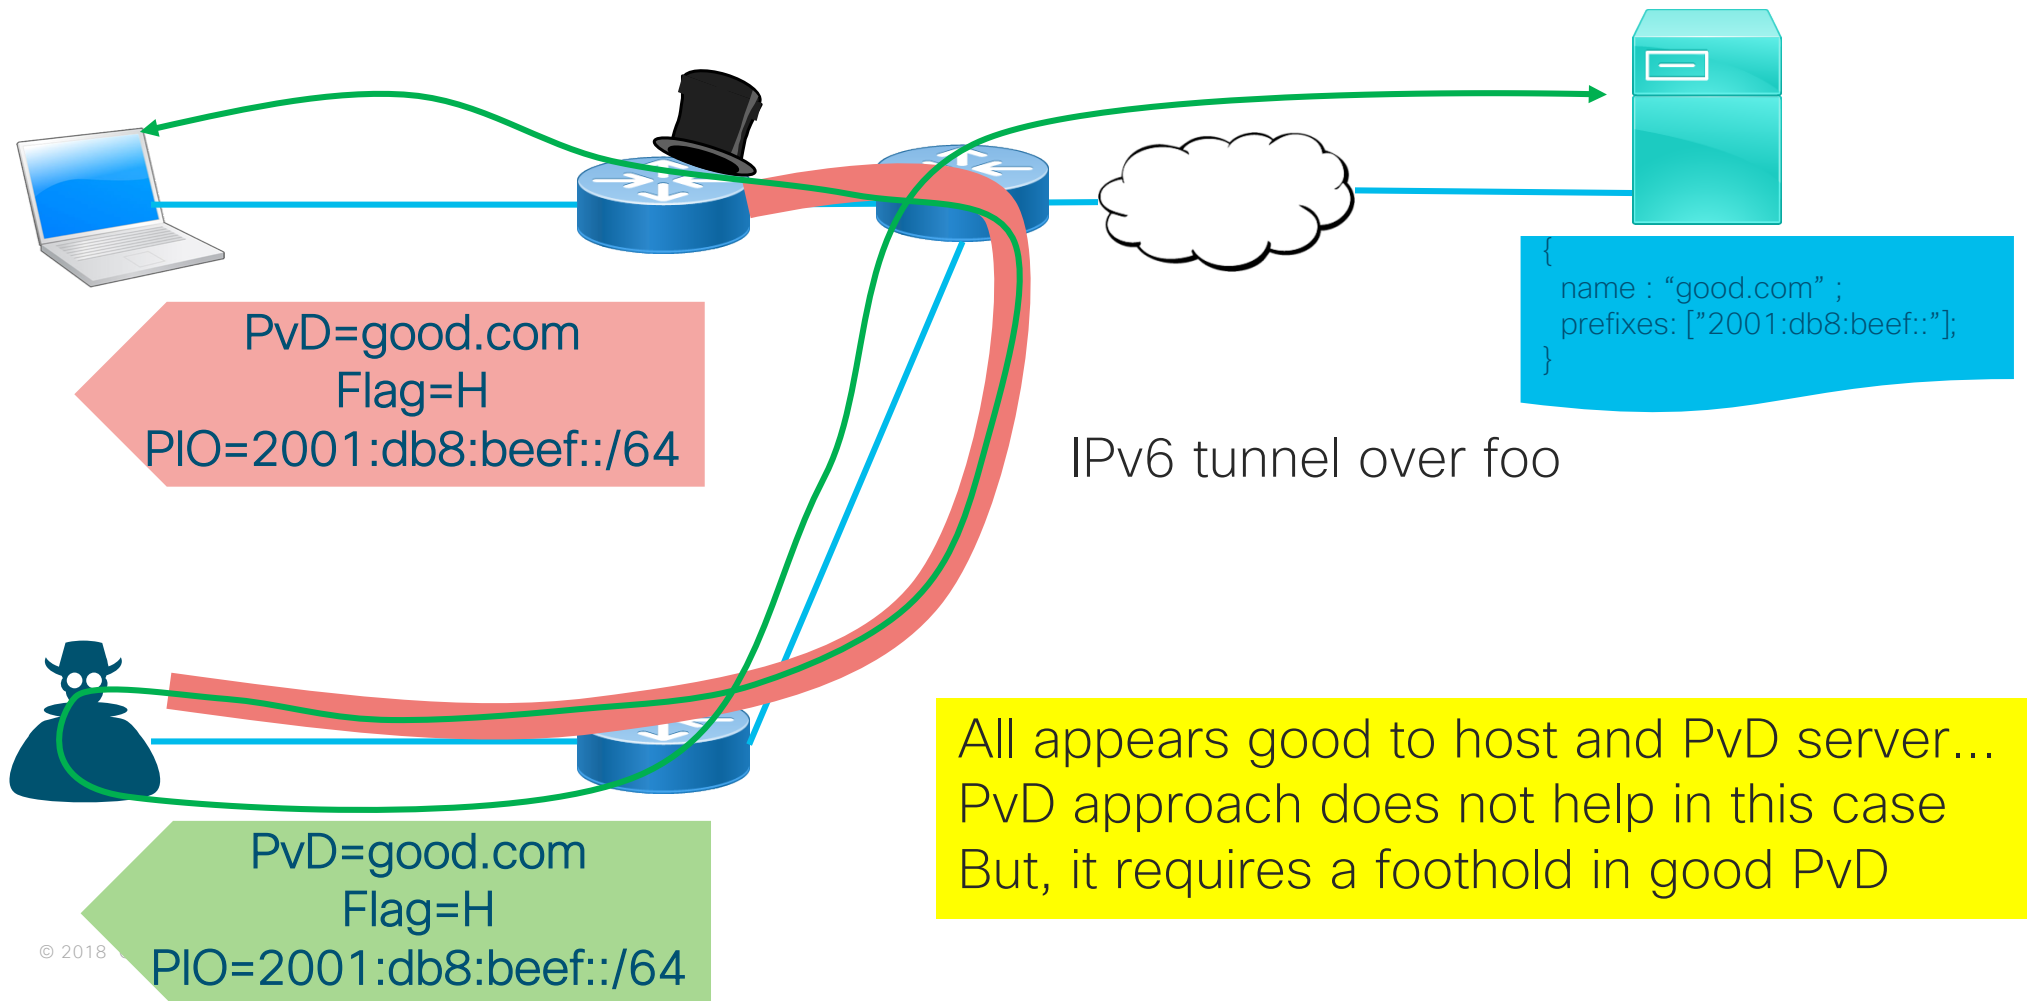 {
name : “good.com” ;
prefixes: [”2001:db8:beef::”];
}
PvD=good.com
Flag=H
PIO=2001:db8:beef::/64
IPv6 tunnel over foo
All appears good to host and PvD server...
PvD approach does not help in this case
But, it requires a foothold in good PvD
PvD=good.com
Flag=H
PIO=2001:db8:beef::/64
© 2018